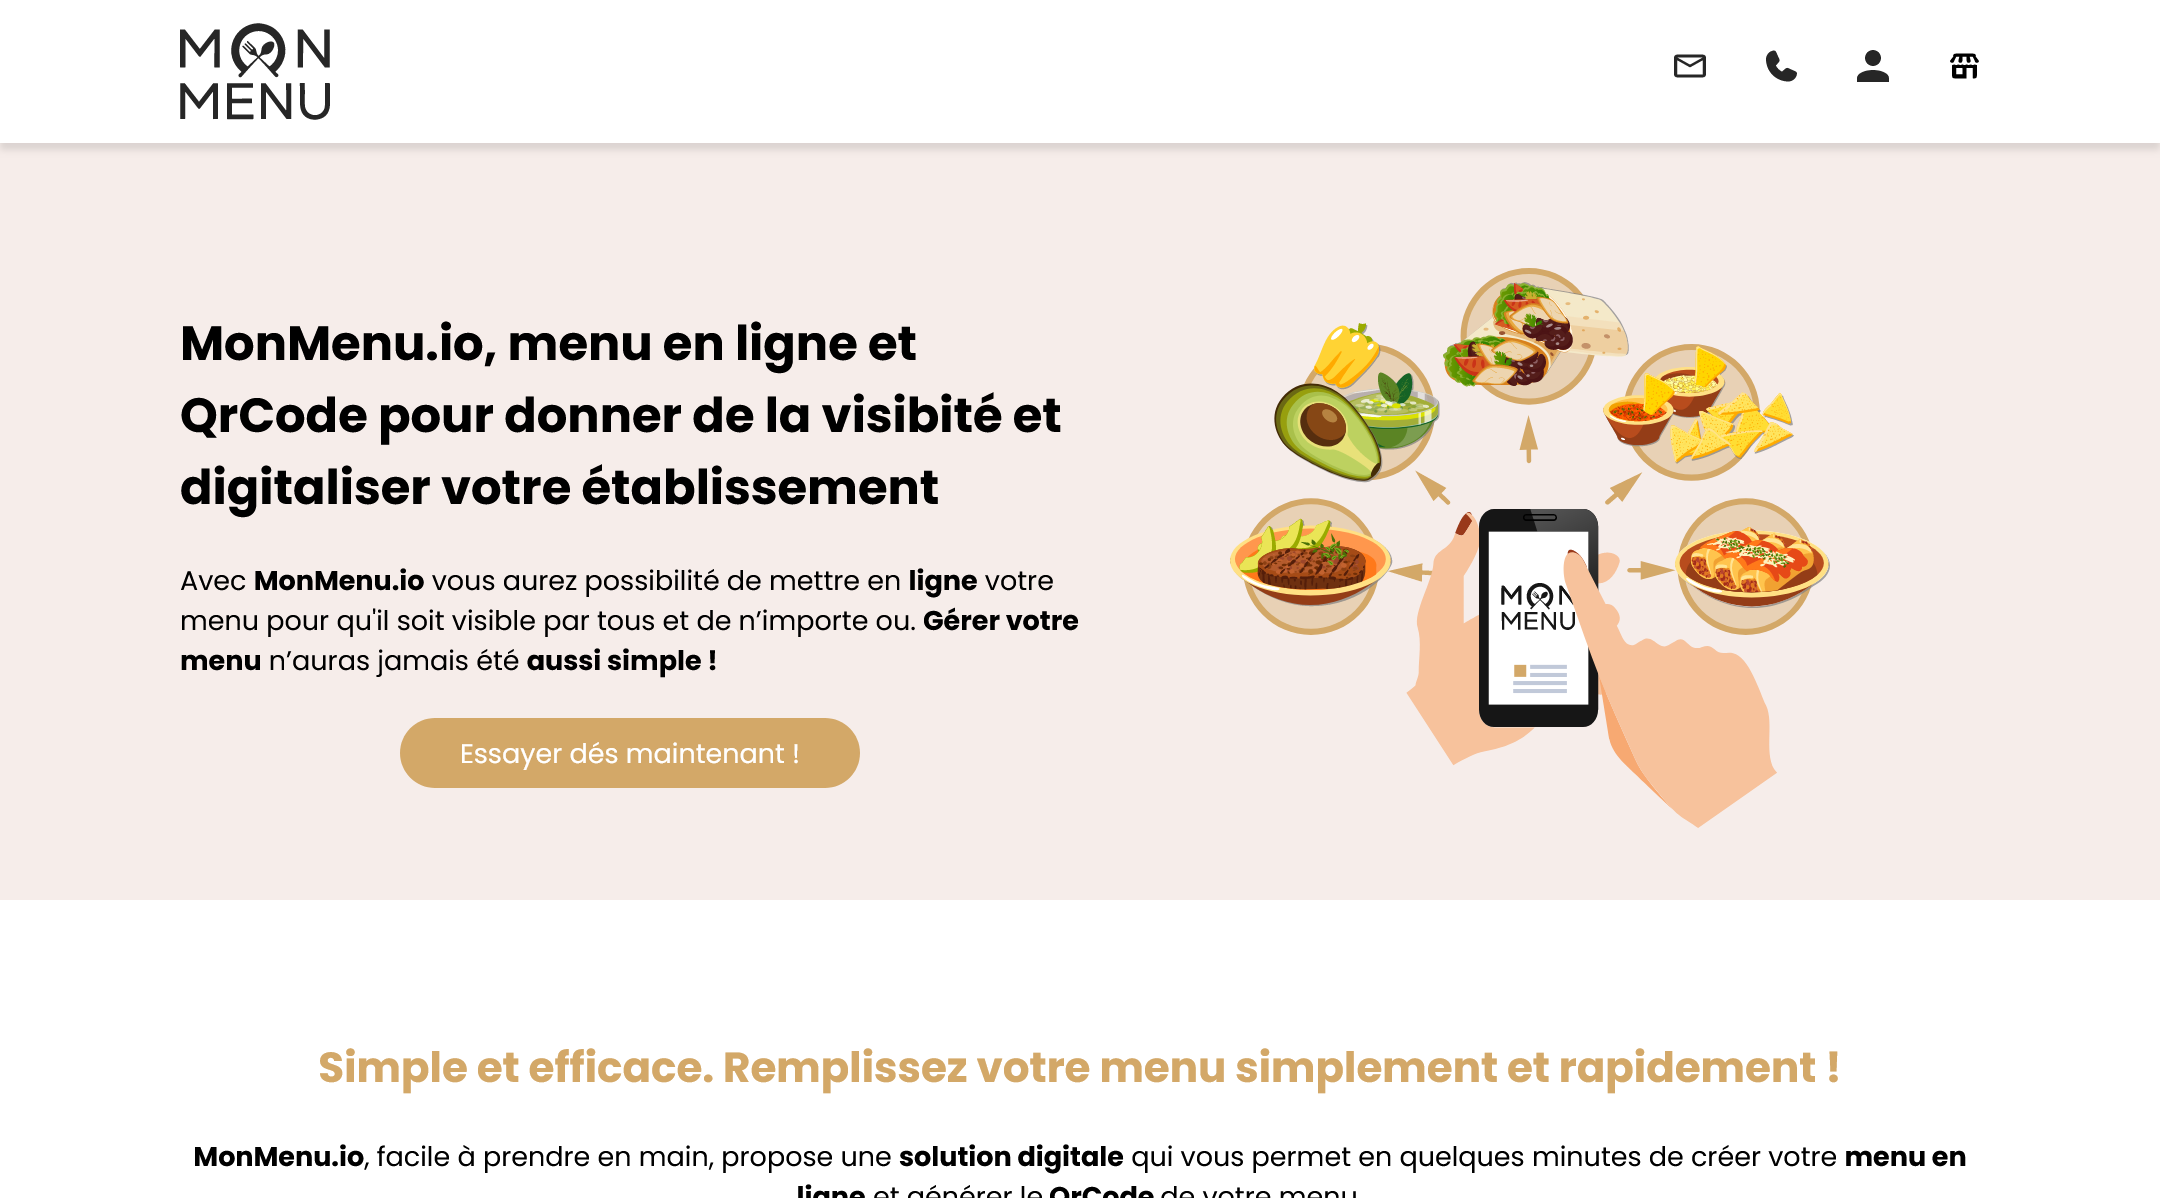 MON
MENU
MonMenu.io, menu en ligne et
QrCode pour donner de la visibité et
digitaliser votre établissement
Avec MonMenu.io vous aurez possibilité de mettre en ligne votre
menu pour qu'il soit visible par tous et de n’importe ou. Gérer votre
menu n’auras jamais été aussi simple !
Essayer dés maintenant !
MON
MENU
Simple et efficace. Remplissez votre menu simplement et rapidement !
MonMenu.io, facile à prendre en main, propose une solution digitale qui vous permet en quelques minutes de créer votre menu en
ligne et générer le QrCode de votre menu